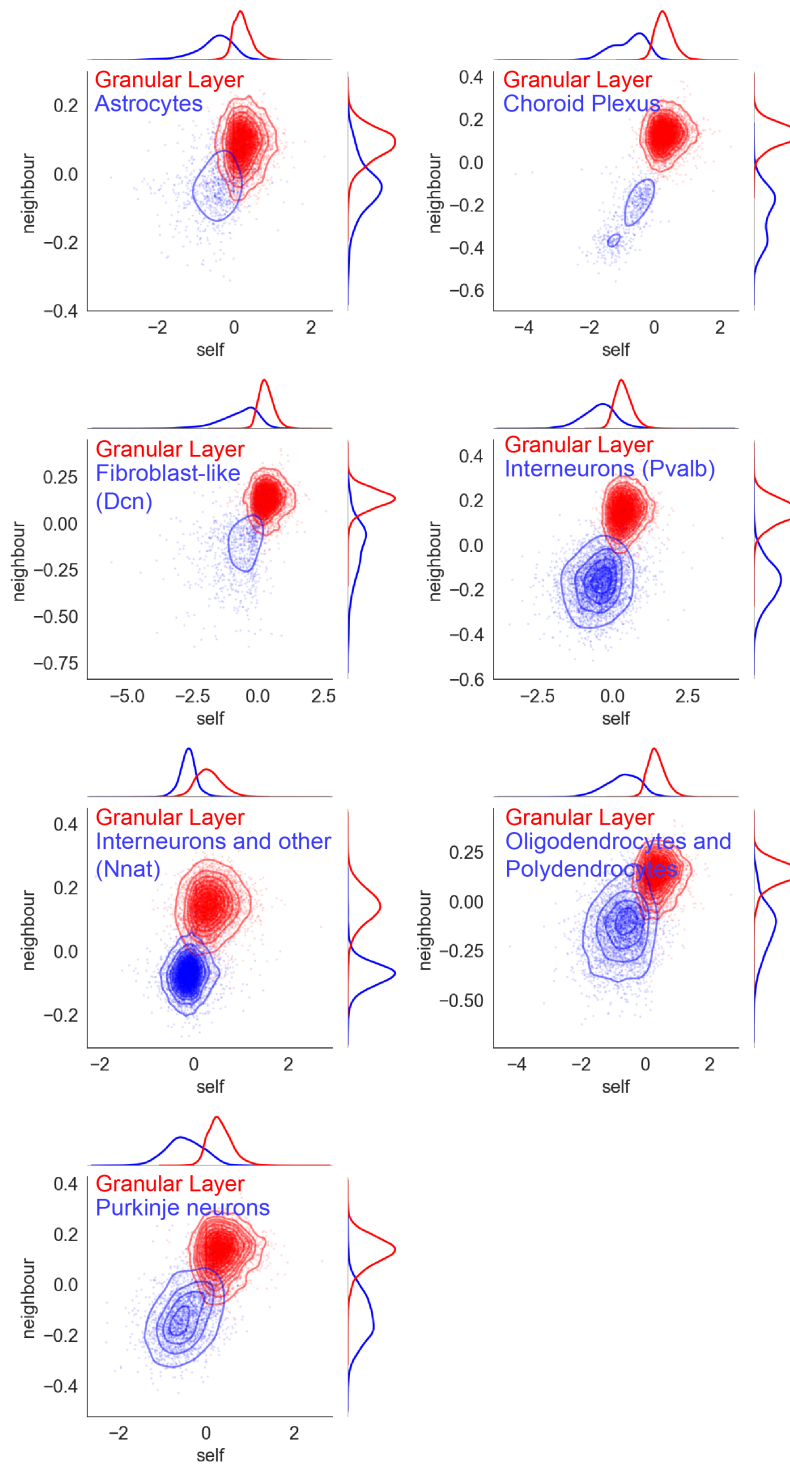 Granular Layer
Astrocytes
0.2
0.0
−0.2
−0.4
neighbour
−2
0
2
self
Granular Layer
Choroid Plexus
0.4
0.2
0.0
−0.2
−0.4
−0.6
neighbour
−4
−2
0
2
self
Granular Layer
Fibroblast-like
(Dcn)
0.25
0.00
−0.25
−0.50
−0.75
neighbour
−5.0
−2.5
0.0
2.5
self
Granular Layer
Interneurons (Pvalb)
0.4
0.2
0.0
−0.2
−0.4
−0.6
neighbour
−2.5
0.0
2.5
self
Granular Layer
Interneurons and other
(Nnat)
0.4
0.2
0.0
−0.2
neighbour
−2
0
2
self
Granular Layer
Oligodendrocytes and
Polydendrocytes
0.25
0.00
−0.25
−0.50
neighbour
−4
−2
0
2
self
Granular Layer
Purkinje neurons
0.4
0.2
0.0
−0.2
−0.4
neighbour
−2
0
2
self